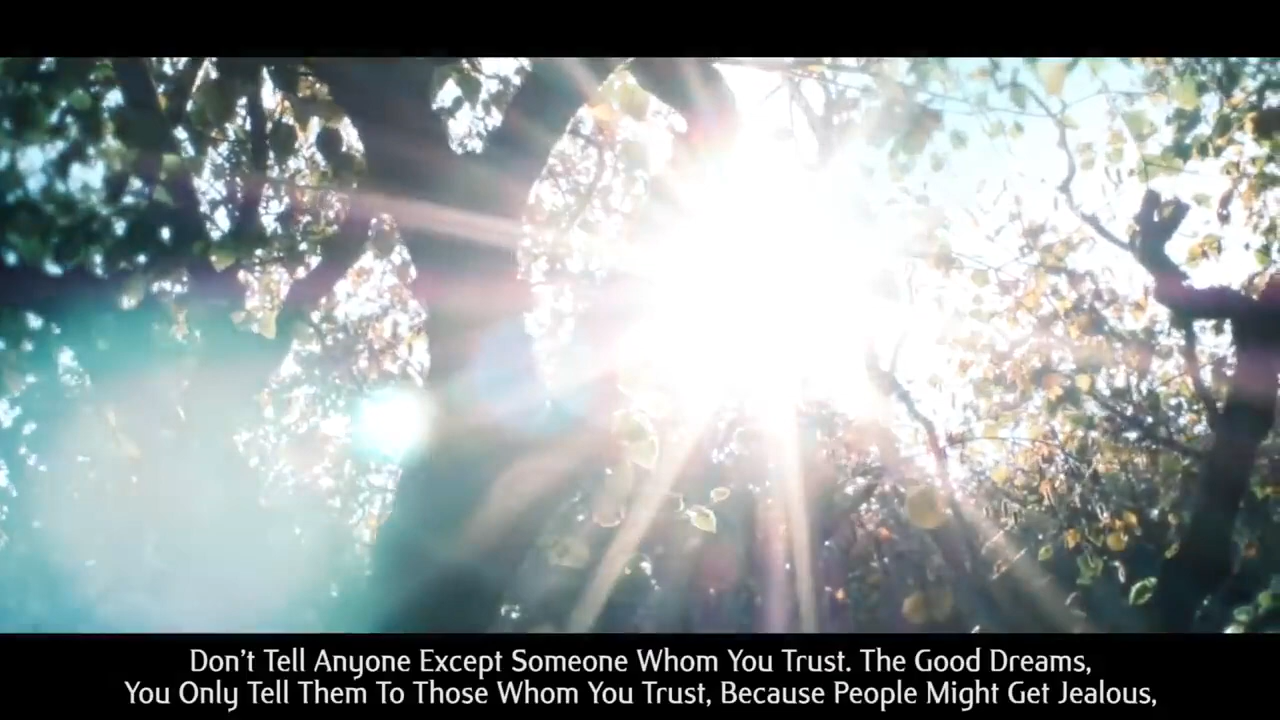 Don't Tell Anyone Except Someone Whom You Trust. The Good Dreams,
You Only Tell Them To Those Whom You Trust, Because People Might Get Jealous,